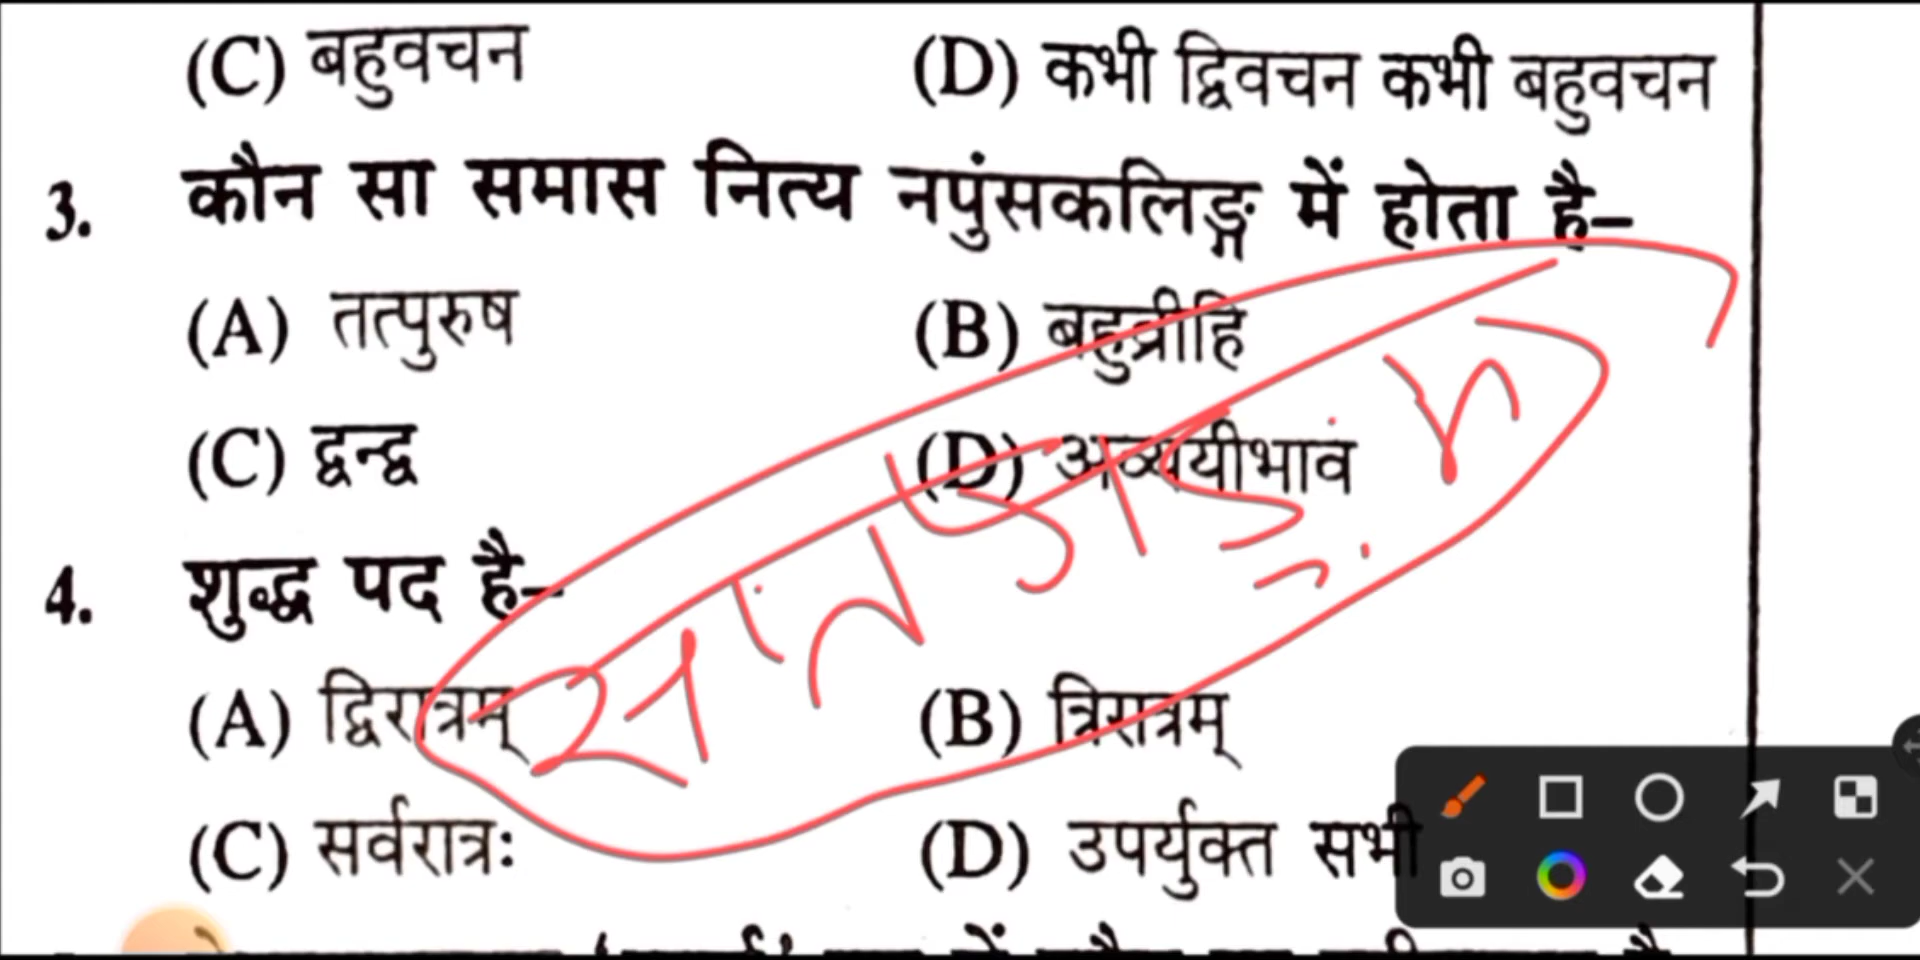 (C) बहुवचन (D) कभी द्विवचन कभी बहुवचन
3. कौन सा समास नित्य नपुंसकलिङ्ग में होता है–
(A) तत्पुरुष (B) बहुव्रीहि
(C) द्वन्द्व (D) अव्ययीभाव
4. शुद्ध पद है–
(A) द्विरात्रम् (B) त्रिरात्रम्
(C) सर्वरात्रः (D) उपर्युक्त सभी